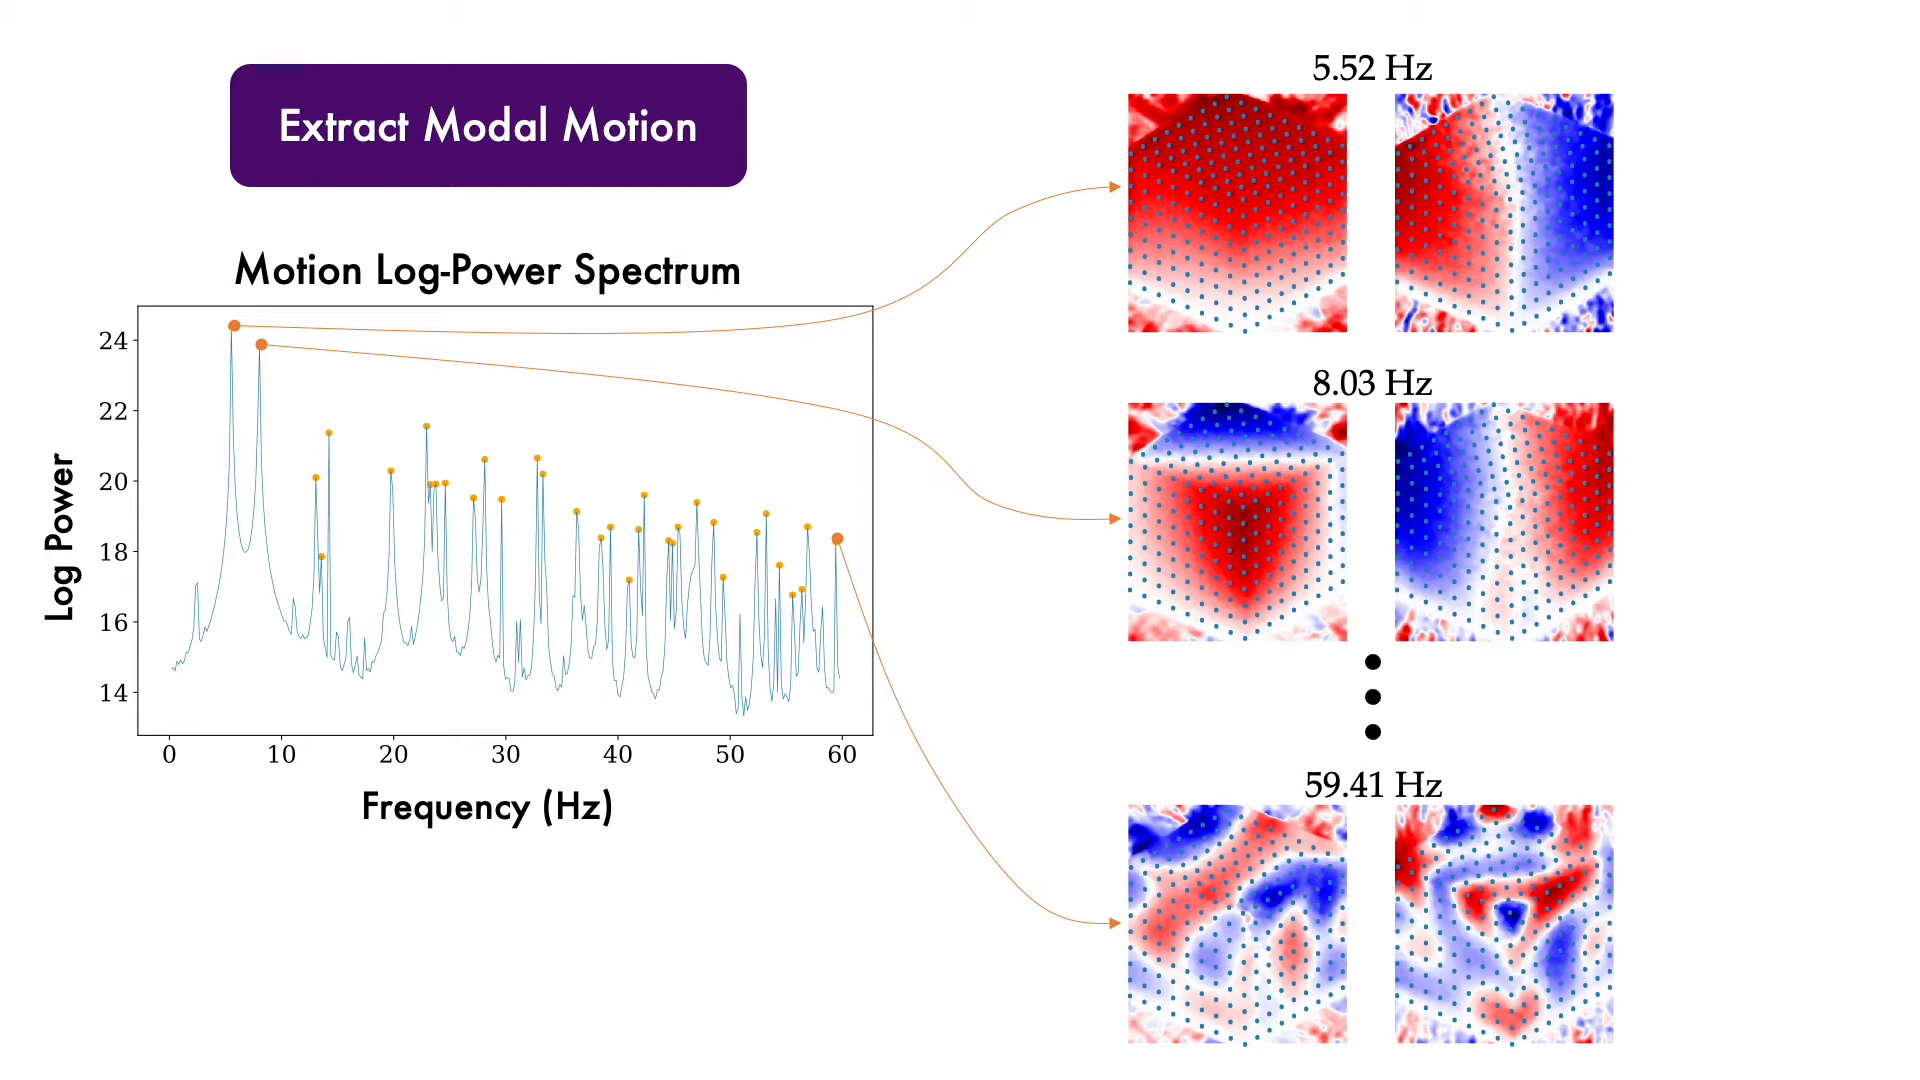 Extract Modal Motion
Motion Log-Power Spectrum
24
22
20
18
16
14
Log Power
0 10 20 30 40 50 60
Frequency (Hz)
5.52 Hz
8.03 Hz
59.41 Hz